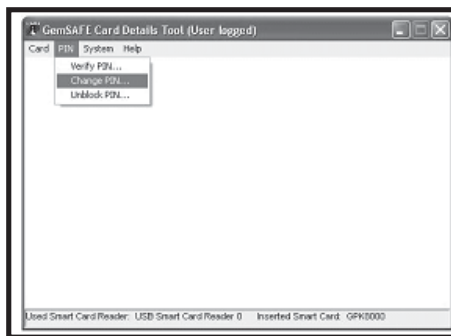 GemSAFE Card Details Tool (User logged)
Card PIN System Help
Verify PIN...
Change PIN...
Unblock PIN...
Used Smart Card Reader: USB Smart Card Reader 0 Inserted Smart Card: GPK8000